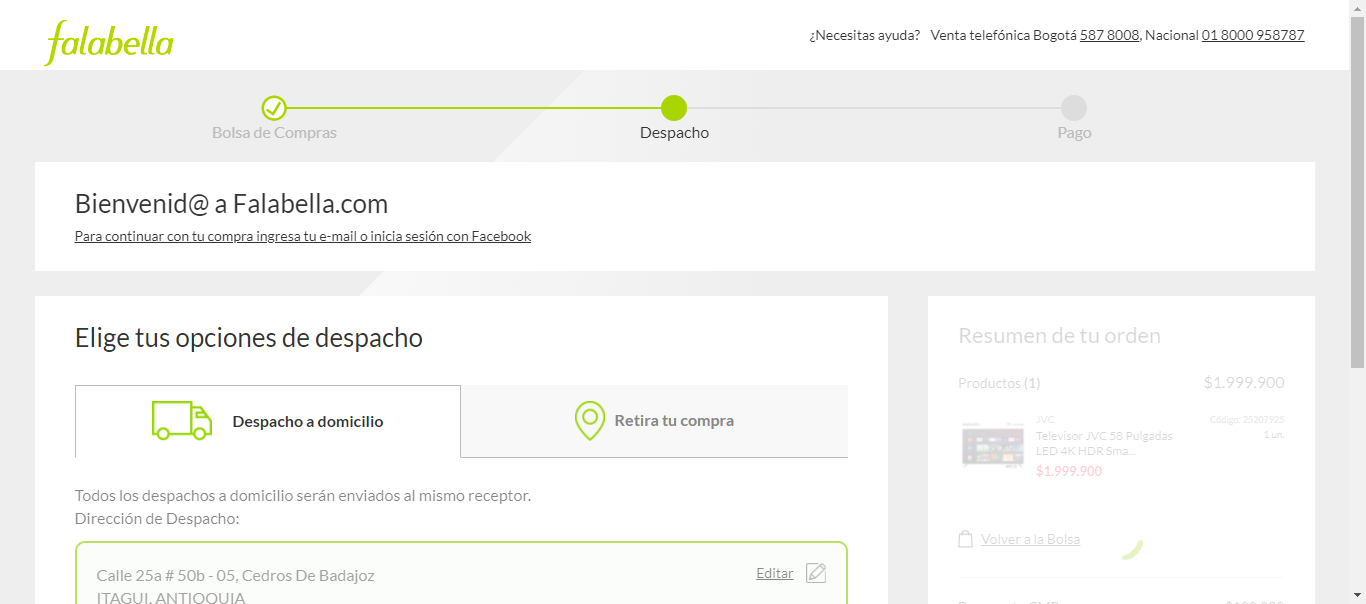 falabella
¿Necesitas ayuda? Venta telefónica Bogotá 587 8008, Nacional 01 8000 958787
Bolsa de Compras
Despacho
Pago
Bienvenid@ a Falabella.com
Para continuar con tu compra ingresa tu e-mail o inicia sesión con Facebook
Elige tus opciones de despacho
Despacho a domicilio
Retira tu compra
Todos los despachos a domicilio serán enviados al mismo receptor.
Dirección de Despacho:
Calle 25a # 50b - 05, Cedros De Badajoz
ITAGUI, ANTIOQUIA
Editar
Resumen de tu orden
Productos (1) $1.999.900
JVC
Código: 25207925
Televisor JVC 58 Pulgadas
LED 4K HDR Sma...
1 un.
$1.999.900
Volver a la Bolsa